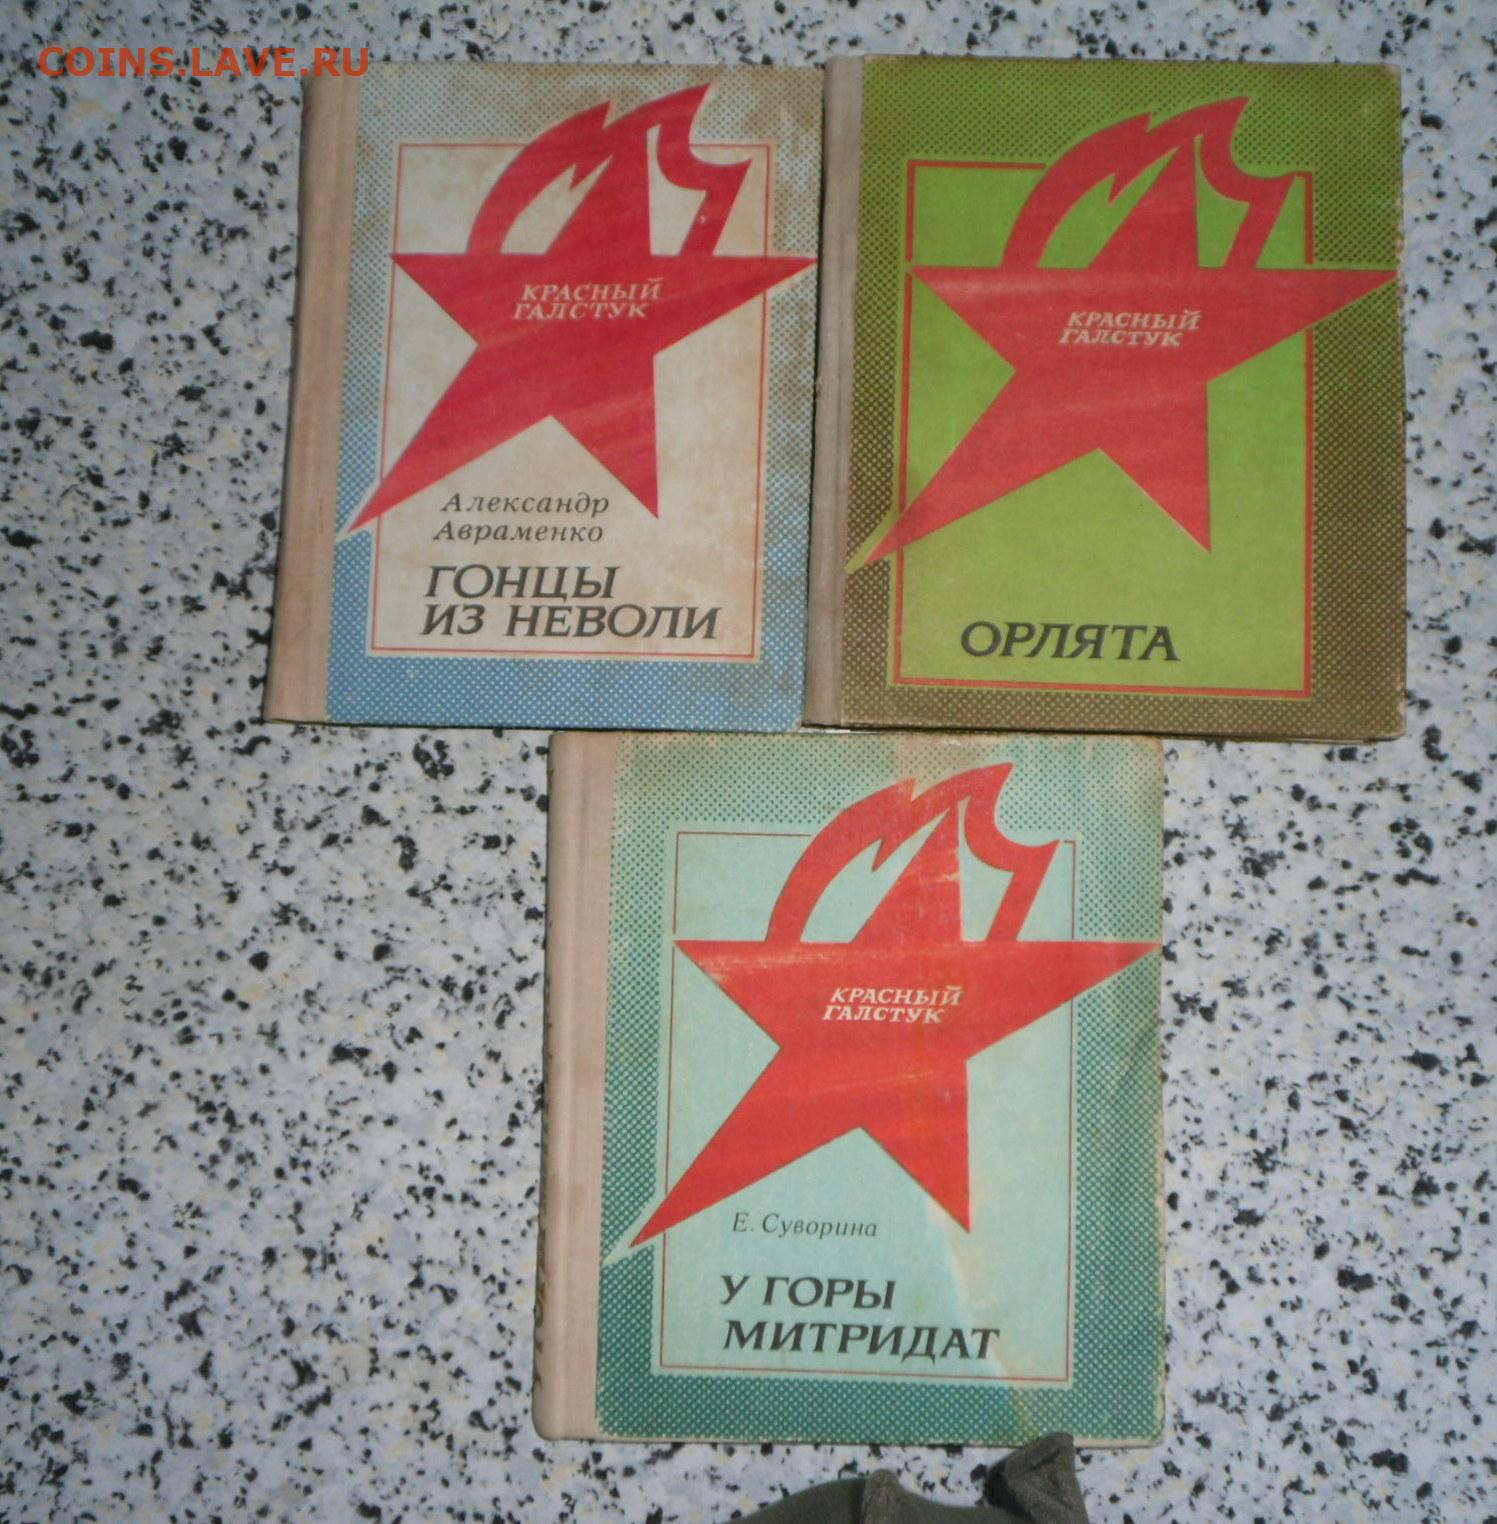 COINS.LAVE.RU
КРАСНЫЙ
ГАЛСТУК
Александр
Авраменко
ГОНЦЫ
ИЗ НЕВОЛИ
КРАСНЫЙ
ГАЛСТУК
ОРЛЯТА
КРАСНЫЙ
ГАЛСТУК
Е. Суворина
У ГОРЫ
МИТРИДАТ